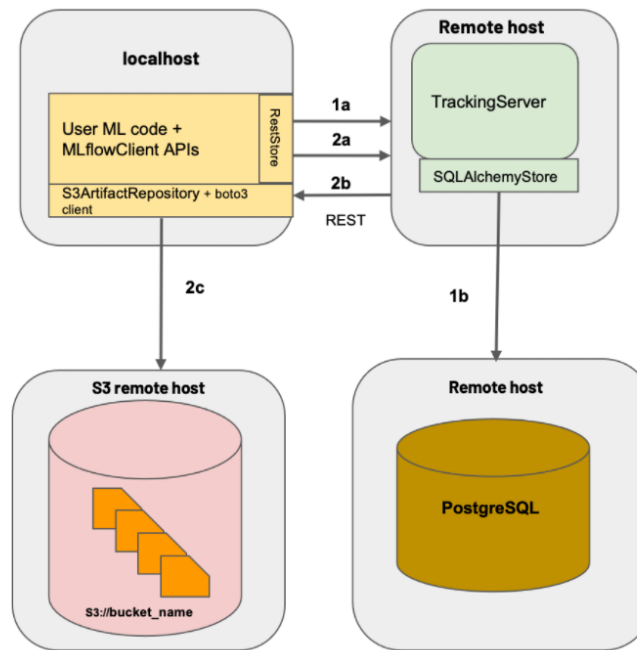 localhost
User ML code +
MLflowClient APIs
RestStore
S3ArtifactRepository + boto3
client
1a
2a
2b
REST
Remote host
TrackingServer
SQLAlchemyStore
2c
1b
S3 remote host
S3://bucket_name
Remote host
PostgreSQL